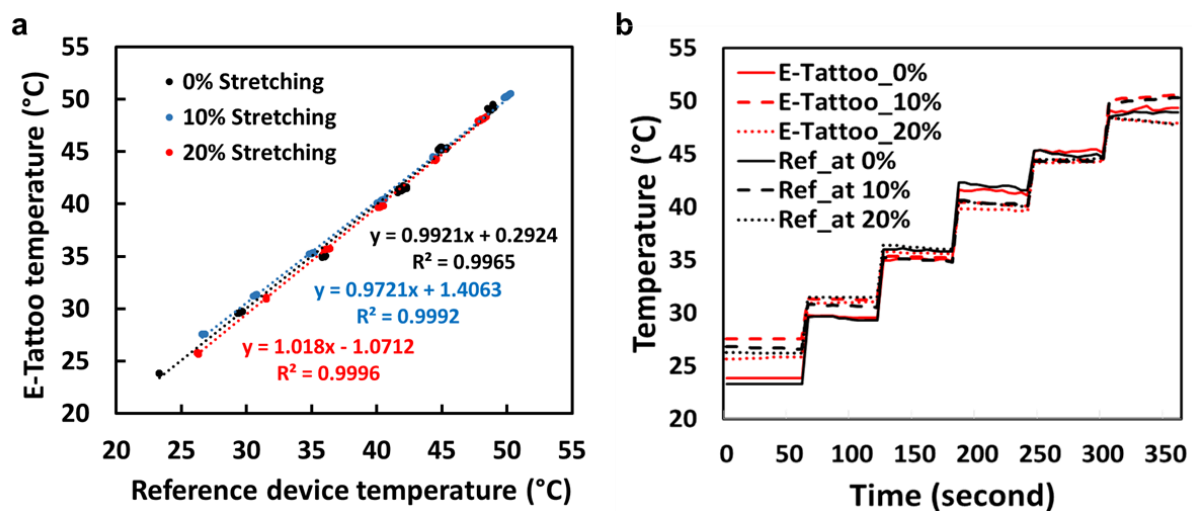 a
55
50
45
40
35
30
25
20
E-Tattoo temperature (°C)
0% Stretching
10% Stretching
20% Stretching
y = 0.9921x + 0.2924
R² = 0.9965
y = 0.9721x + 1.4063
R² = 0.9992
y = 1.018x - 1.0712
R² = 0.9996
20 25 30 35 40 45 50 55
Reference device temperature (°C)
b
55
50
45
40
35
30
25
20
Temperature (°C)
E-Tattoo_0%
E-Tattoo_10%
E-Tattoo_20%
Ref_at 0%
Ref_at 10%
Ref_at 20%
0 50 100 150 200 250 300 350
Time (second)